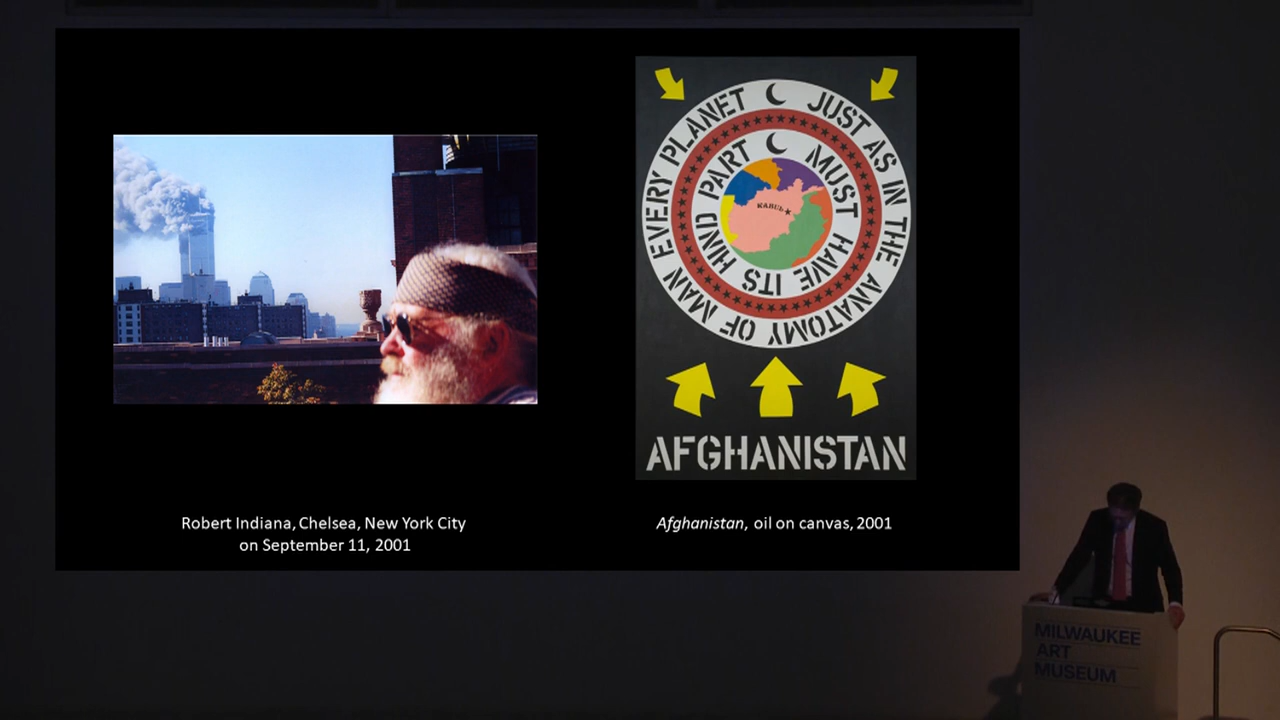 JUST AS IN THE ANATOMY OF MAN EVERY PLANET
MUST HAVE ITS HIND PART
KABUL
AFGHANISTAN
Robert Indiana, Chelsea, New York City
on September 11, 2001
Afghanistan, oil on canvas, 2001
MILWAUKEE
ART
MUSEUM